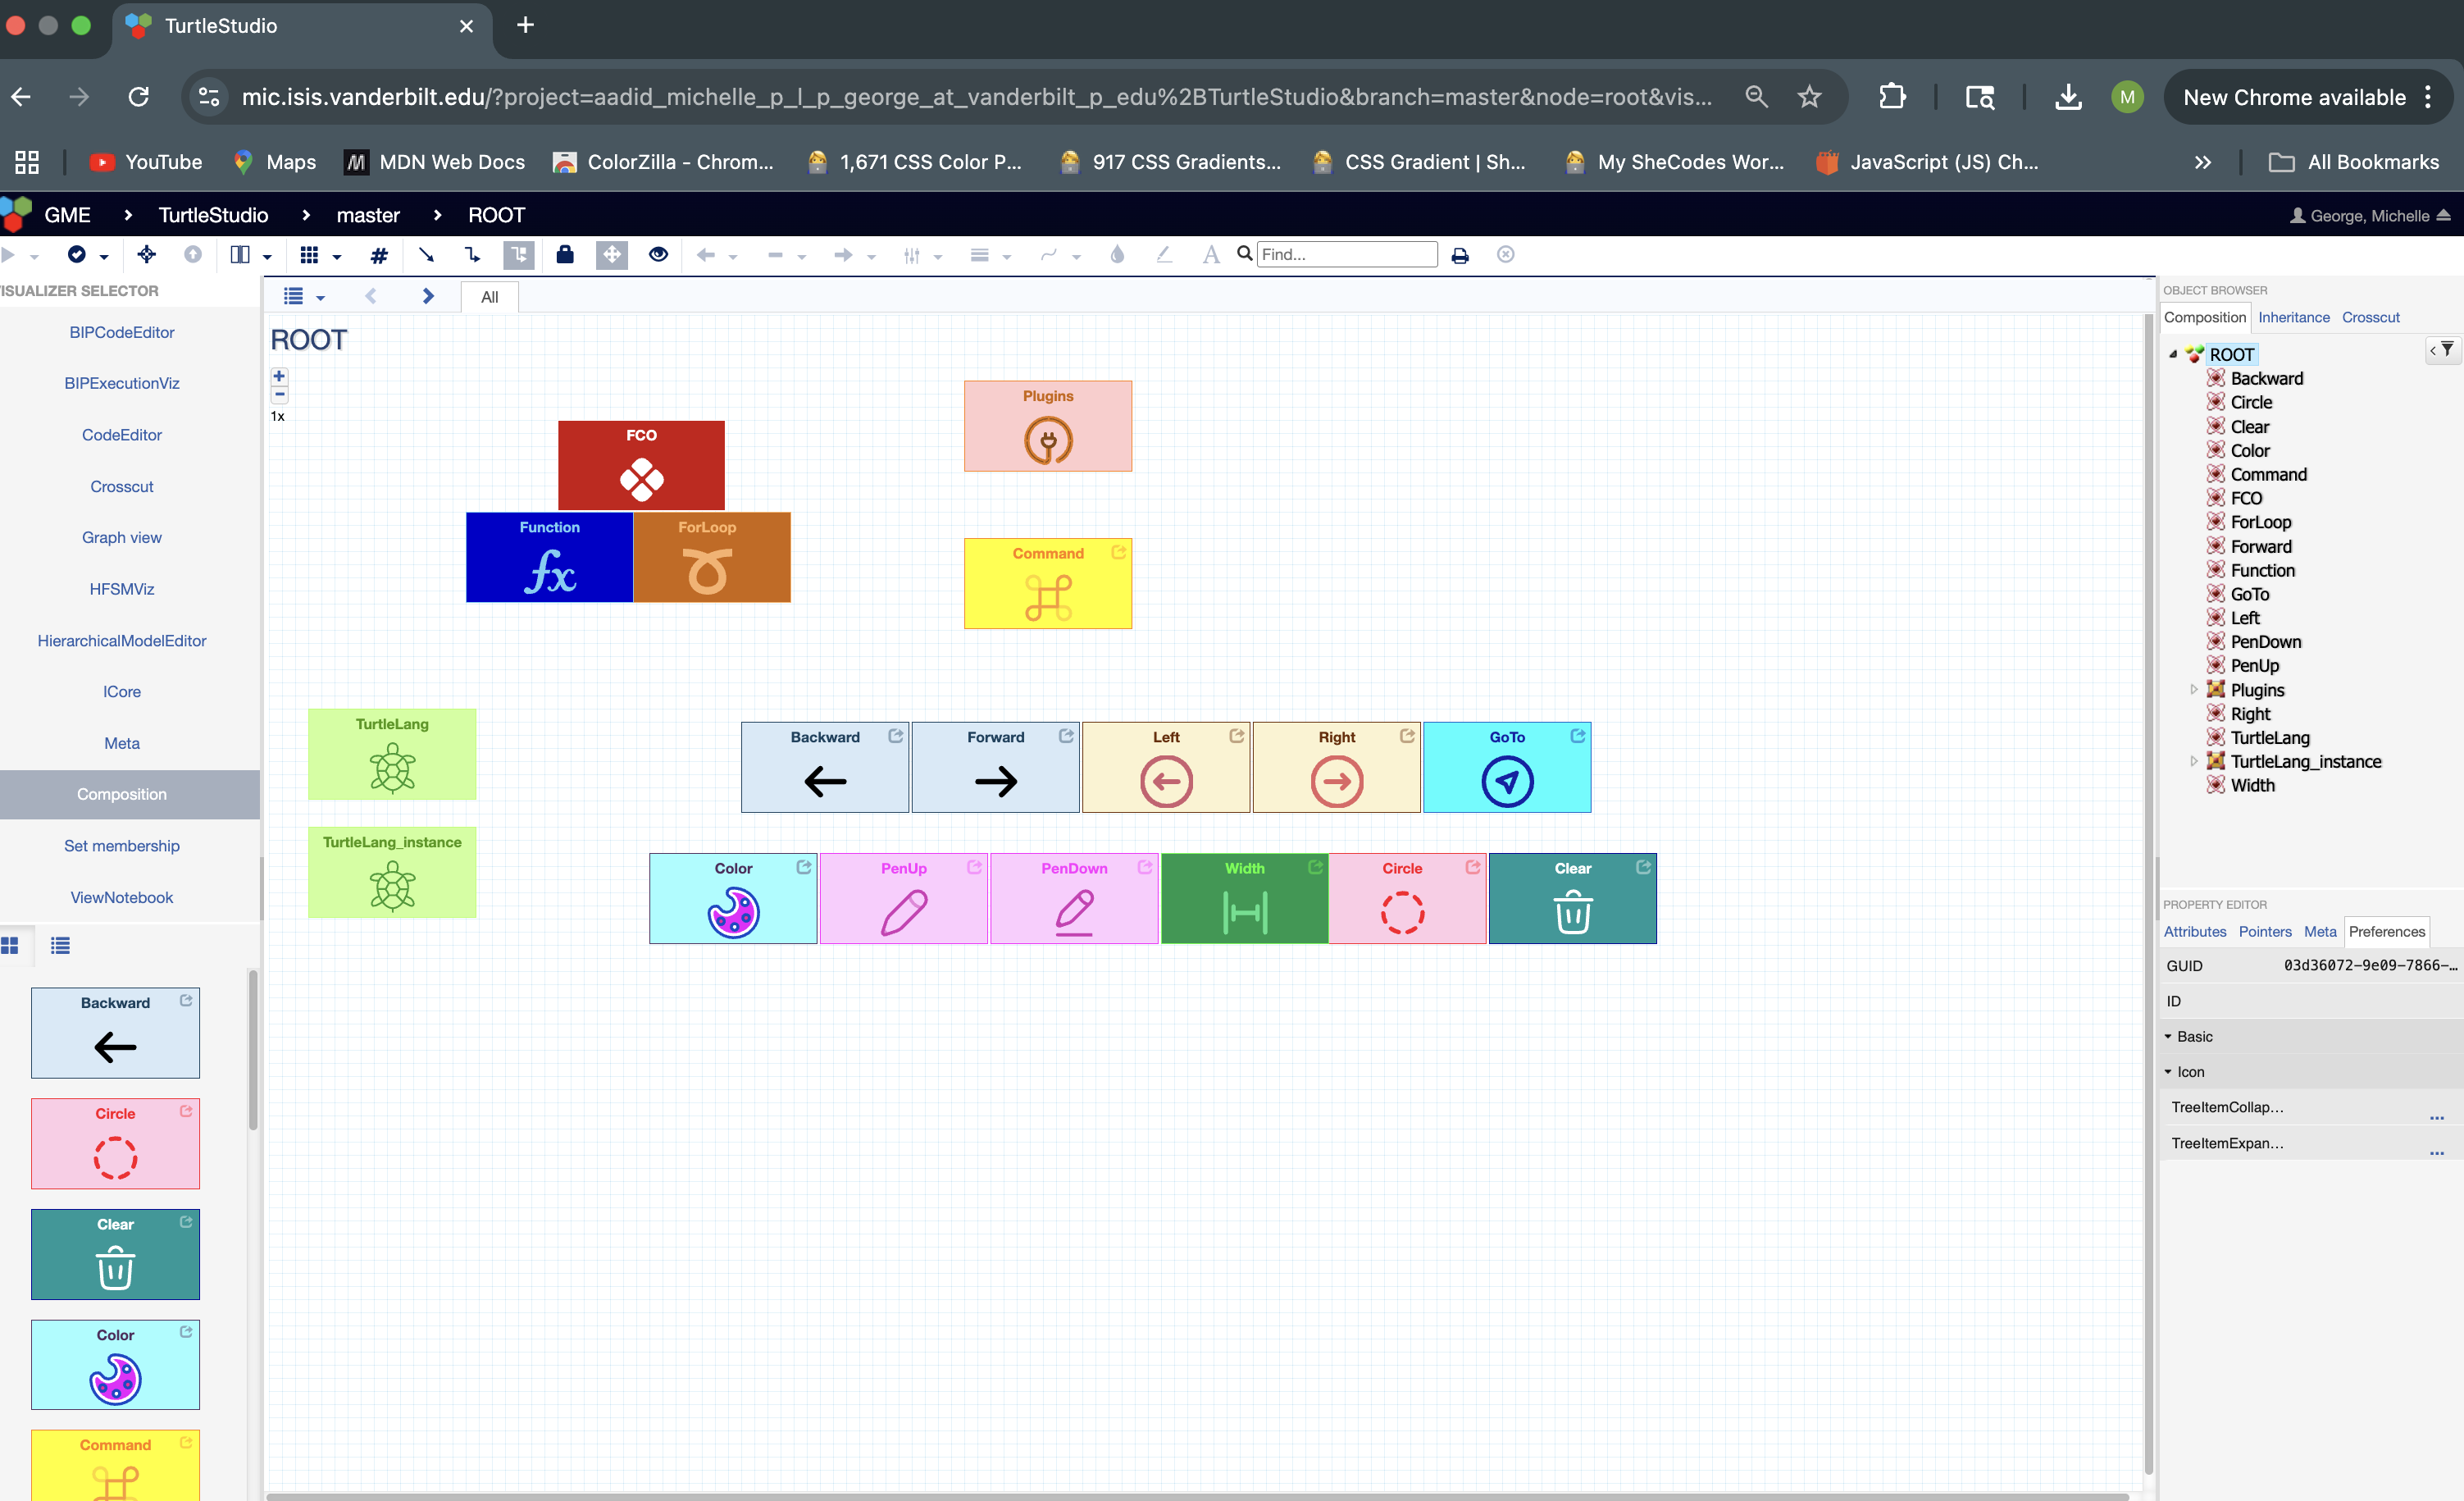 TurtleStudio
mic.isis.vanderbilt.edu/?project=aadid_michelle_p_l_p_george_at_vanderbilt_p_edu%2BTurtleStudio&branch=master&node=root&vis...
M
New Chrome available
YouTube
Maps
MDN Web Docs
ColorZilla - Chrom...
1,671 CSS Color P...
917 CSS Gradients...
CSS Gradient | Sh...
My SheCodes Wor...
JavaScript (JS) Ch...
All Bookmarks
GME
TurtleStudio
master
ROOT
George, Michelle
Find...
ISUALIZER SELECTOR
BIPCodeEditor
BIPExecutionViz
CodeEditor
Crosscut
Graph view
HFSMViz
HierarchicalModelEditor
ICore
Meta
Composition
Set membership
ViewNotebook
Backward
Circle
Clear
Color
Command
All
ROOT
1x
FCO
Function
ForLoop
Plugins
Command
TurtleLang
TurtleLang_instance
Backward
Forward
Left
Right
GoTo
Color
PenUp
PenDown
Width
Circle
Clear
OBJECT BROWSER
Composition
Inheritance
Crosscut
ROOT
Backward
Circle
Clear
Color
Command
FCO
ForLoop
Forward
Function
GoTo
Left
PenDown
PenUp
Plugins
Right
TurtleLang
TurtleLang_instance
Width
PROPERTY EDITOR
Attributes
Pointers
Meta
Preferences
GUID
03d36072-9e09-7866-...
ID
Basic
Icon
TreeItemCollap...
...
TreeItemExpan...
...